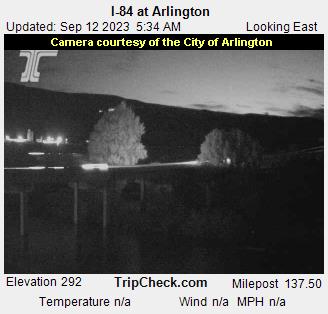 I-84 at Arlington
Updated: Sep 12 2023 5:34 AM Looking East
Camera courtesy of the City of Arlington
Elevation 292 TripCheck.com Milepost 137.50
Temperature n/a Wind n/a MPH n/a